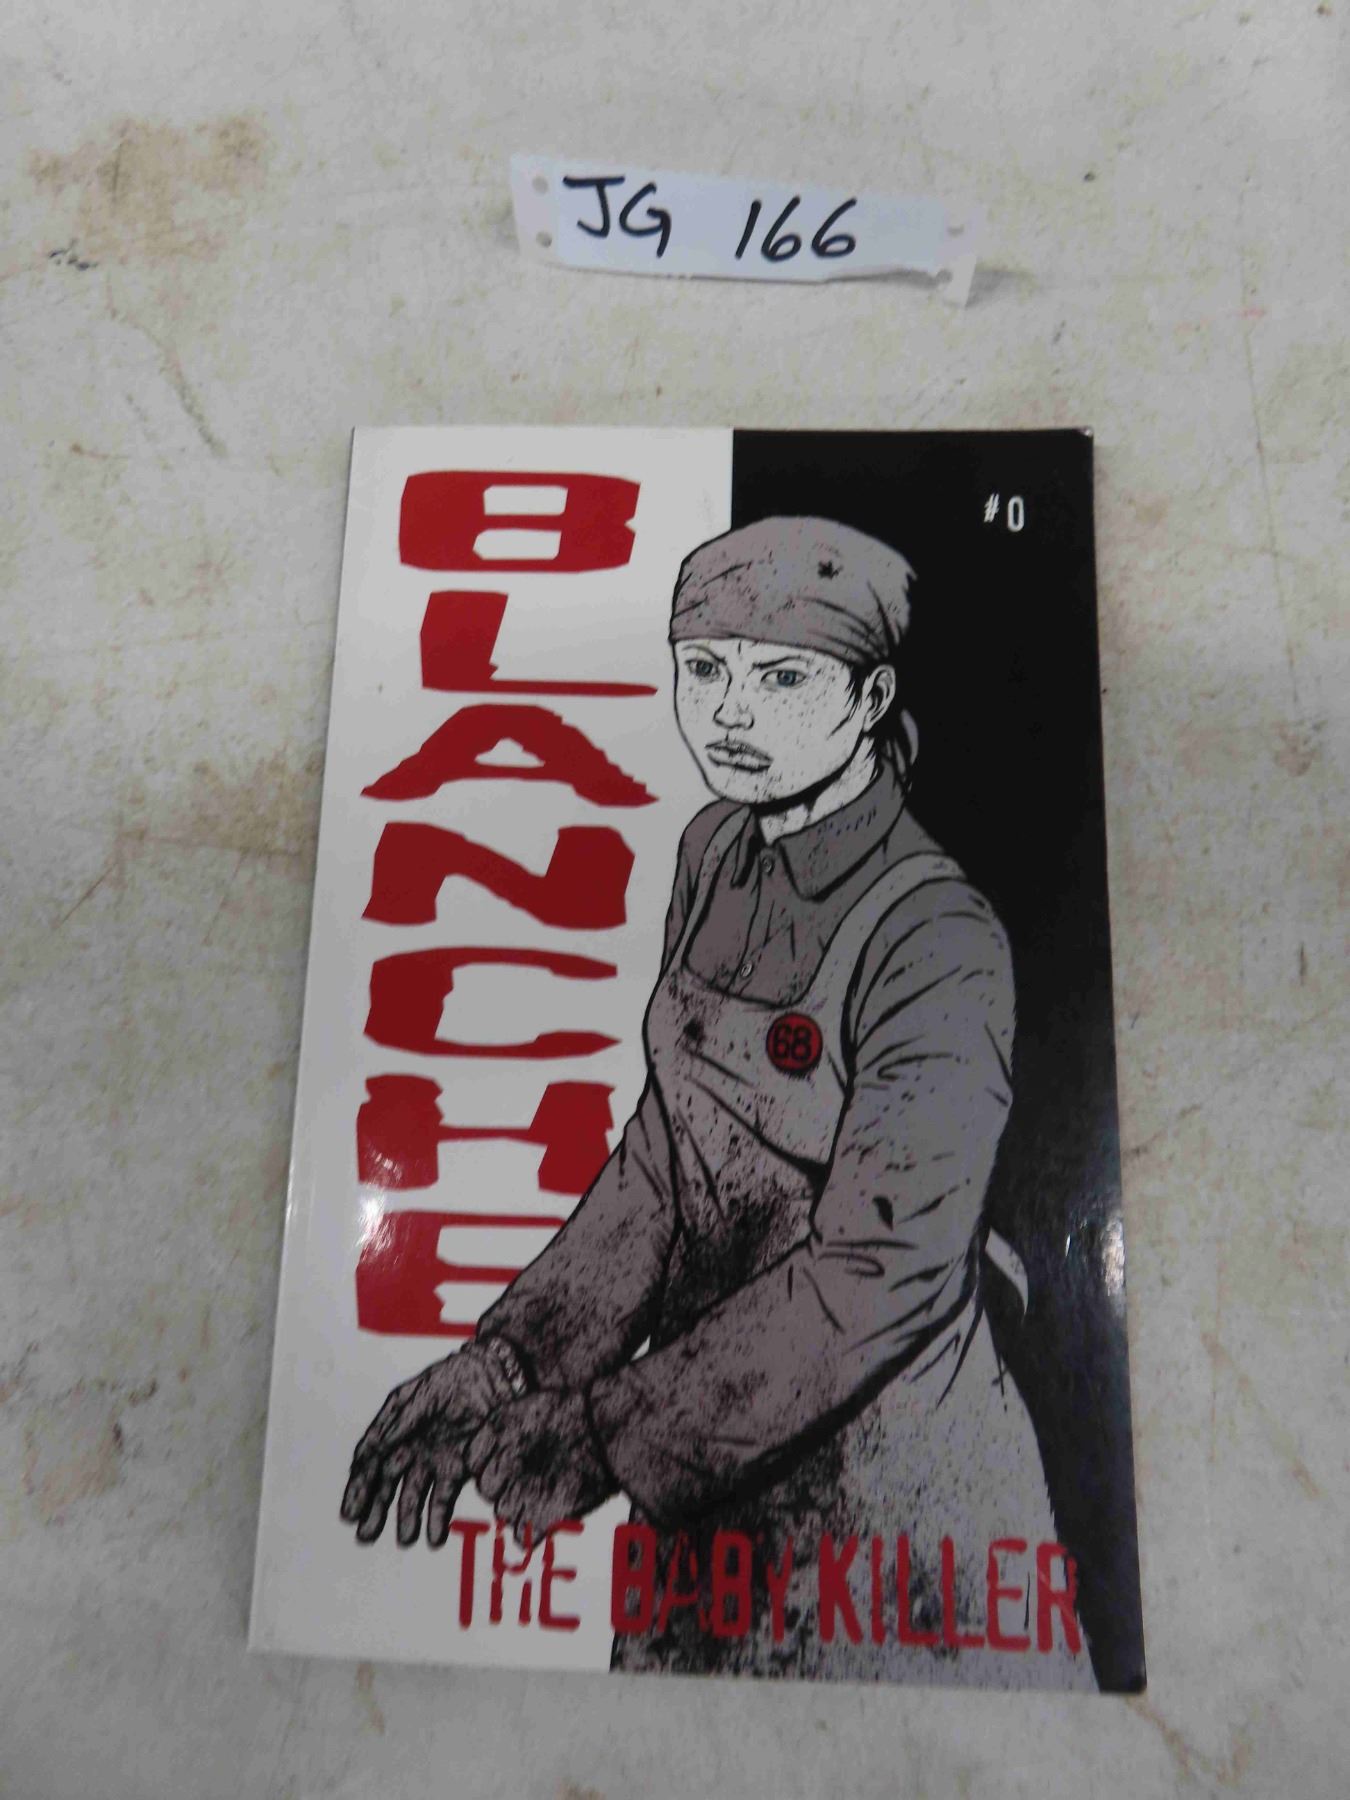 JG 166
#0
BLANCHE
68
THE BABY KILLER